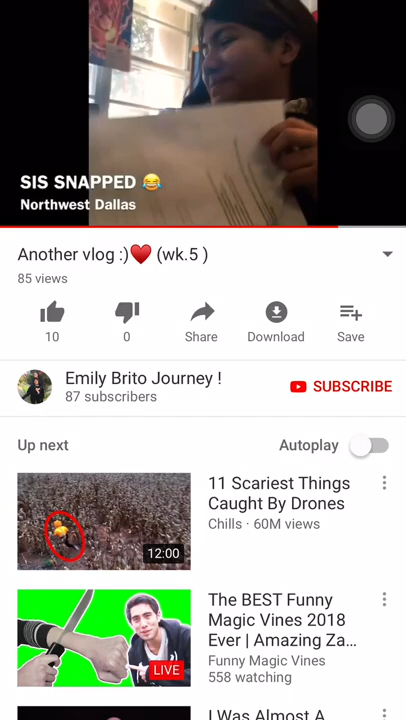 SIS SNAPPED 😂
Northwest Dallas
Another vlog :)♥️ (wk.5 )
85 views
10
0
Share
Download
Save
Emily Brito Journey !
87 subscribers
SUBSCRIBE
Up next
Autoplay
11 Scariest Things
Caught By Drones
Chills · 60M views
12:00
The BEST Funny
Magic Vines 2018
Ever | Amazing Za...
Funny Magic Vines
558 watching
LIVE
I Was Almost A